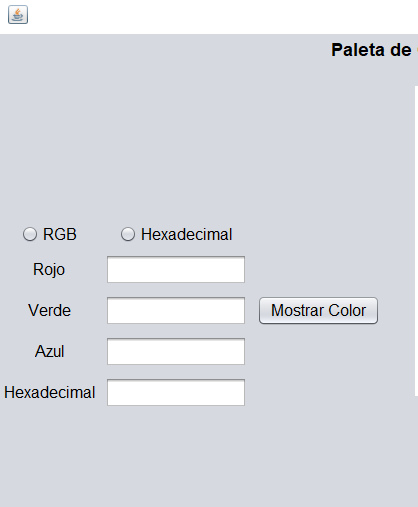 Paleta de
RGB Hexadecimal
Rojo
Verde Mostrar Color
Azul
Hexadecimal